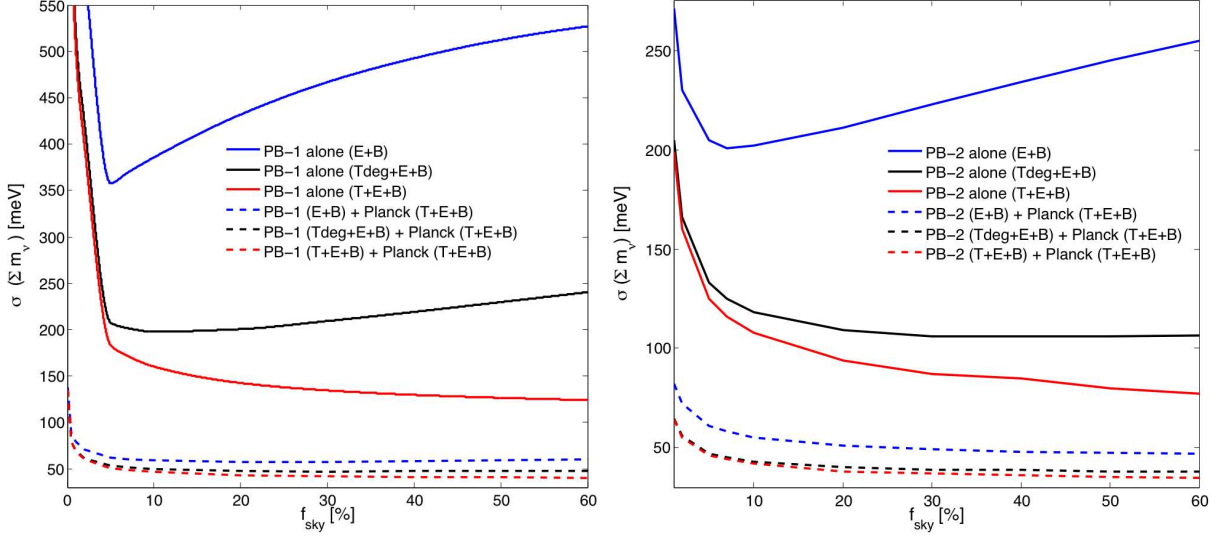 550
500
450
400
350
300
250
200
150
100
50
σ (Σ m_ν) [meV]
PB-1 alone (E+B)
PB-1 alone (Tdeg+E+B)
PB-1 alone (T+E+B)
PB-1 (E+B) + Planck (T+E+B)
PB-1 (Tdeg+E+B) + Planck (T+E+B)
PB-1 (T+E+B) + Planck (T+E+B)
0 10 20 30 40 50 60
f_sky [%]
250
200
150
100
50
σ (Σ m_ν) [meV]
PB-2 alone (E+B)
PB-2 alone (Tdeg+E+B)
PB-2 alone (T+E+B)
PB-2 (E+B) + Planck (T+E+B)
PB-2 (Tdeg+E+B) + Planck (T+E+B)
PB-2 (T+E+B) + Planck (T+E+B)
10 20 30 40 50 60
f_sky [%]